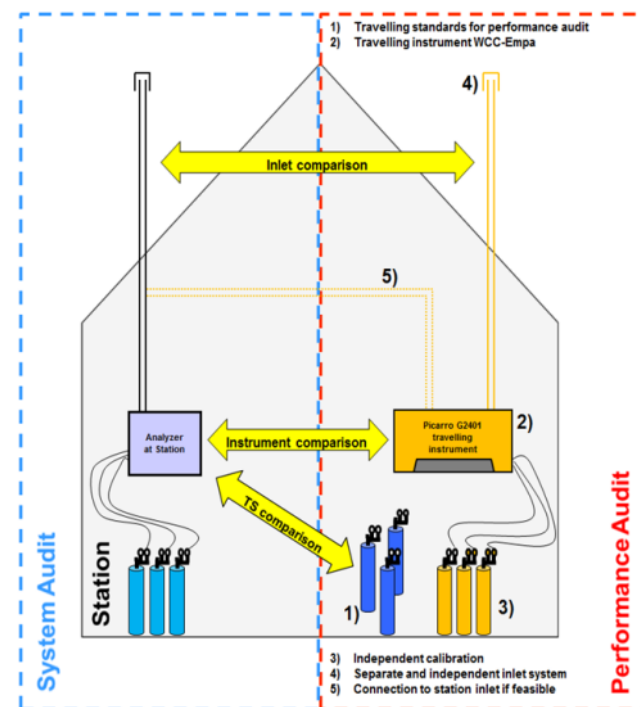 1) Travelling standards for performance audit
2) Travelling instrument WCC-Empa
4)
Inlet comparison
5)
Analyzer
at Station
Instrument comparison
Picarro G2401
travelling
instrument
2)
TS comparison
1)
3)
Station
System Audit
Performance Audit
3) Independent calibration
4) Separate and independent inlet system
5) Connection to station inlet if feasible